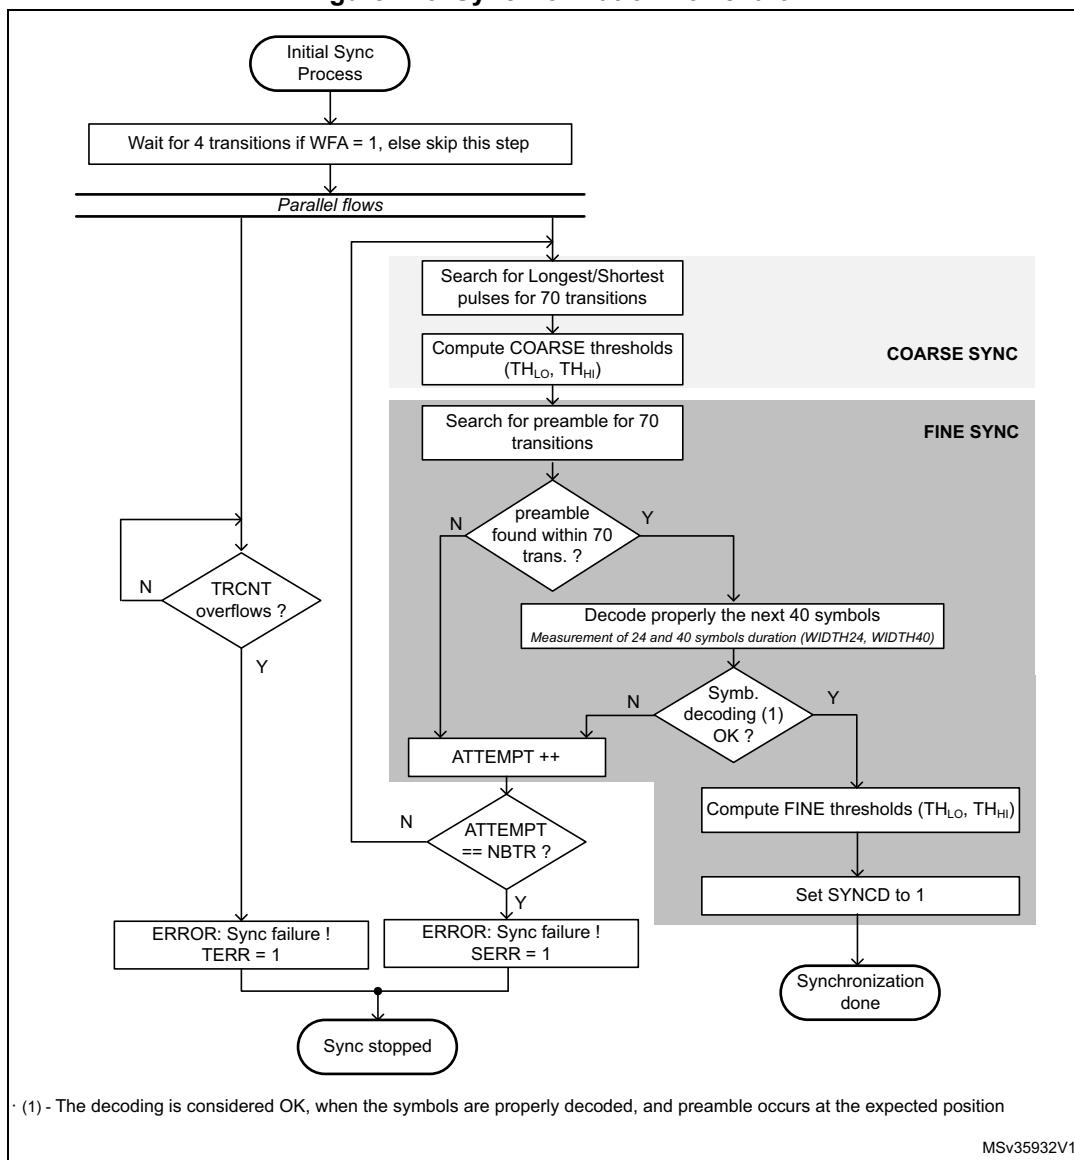 Initial Sync
Process
Wait for 4 transitions if WFA = 1, else skip this step
Parallel flows
Search for Longest/Shortest
pulses for 70 transitions
Compute COARSE thresholds
(THLO, THHI)
COARSE SYNC
Search for preamble for 70
transitions
FINE SYNC
preamble
found within 70
trans. ?
N
Y
TRCNT
overflows ?
N
Y
Decode properly the next 40 symbols
Measurement of 24 and 40 symbols duration (WIDTH24, WIDTH40)
Symb.
decoding (1)
OK ?
N
Y
ATTEMPT ++
Compute FINE thresholds (THLO, THHI)
ATTEMPT
== NBTR ?
N
Y
Set SYNCD to 1
ERROR: Sync failure !
TERR = 1
ERROR: Sync failure !
SERR = 1
Synchronization
done
Sync stopped
(1) - The decoding is considered OK, when the symbols are properly decoded, and preamble occurs at the expected position
MSv35932V1